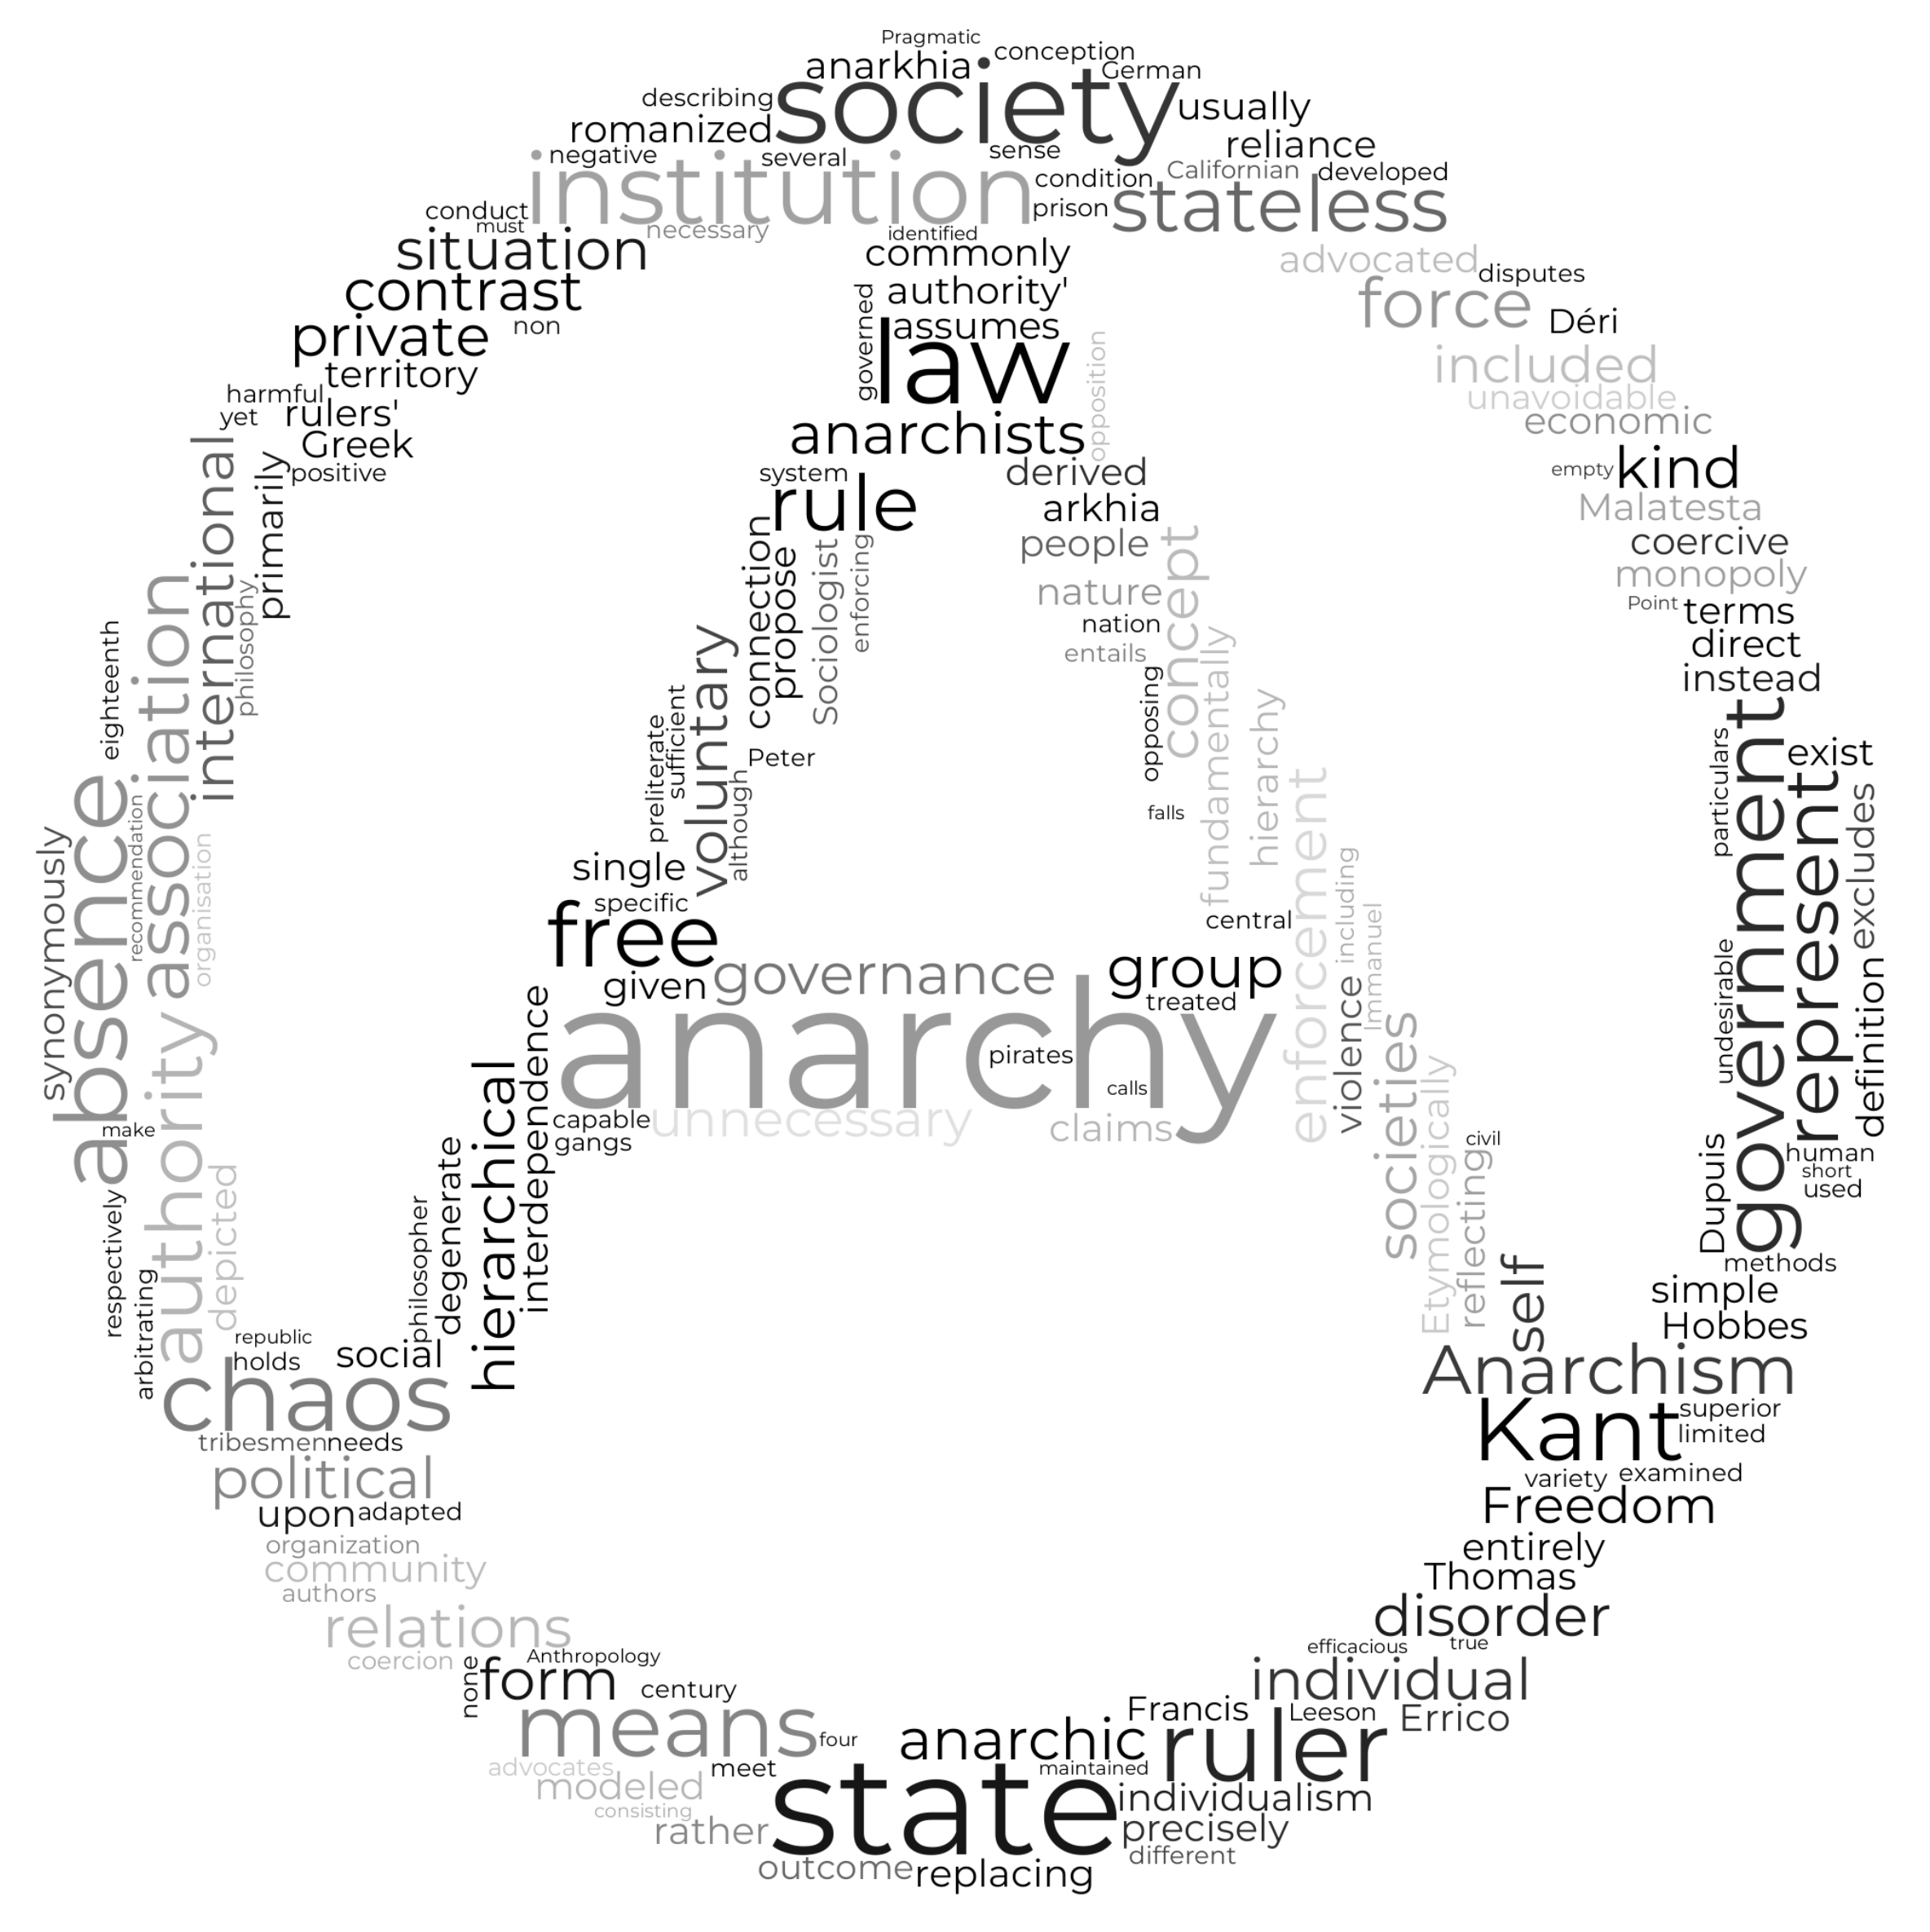 Pragmatic
anarkhia
conception
German
describing
society
usually
romanized
reliance
negative
several
sense
Californian
developed
institution
condition
stateless
conduct
prison
must
necessary
identified
situation
commonly
advocated
disputes
contrast
governed
authority'
force
Déri
private
non
assumes
law
opposition
territory
included
harmful
unavoidable
yet
rulers'
economic
Greek
anarchists
positive
system
derived
empty
kind
international
primarily
rule
arkhia
Malatesta
connection
propose
Sociologist
enforcing
people
concept
coercive
association
philosophy
nature
monopoly
eighteenth
nation
Point
terms
voluntary
entails
fundamentally
direct
preliterate
sufficient
opposing
hierarchy
instead
Peter
although
falls
particulars
government
represent
exist
excludes
absence
synonymously
recommendation
organisation
single
enforcement
including
free
specific
central
Immanuel
given
governance
group
undesirable
definition
treated
anarchy
pirates
violence
societies
calls
authority
hierarchical
interdependence
capable
unnecessary
claims
Etymologically
make
gangs
civil
human
depicted
degenerate
reflecting
short
Dupuis
used
respectively
philosopher
arbitrating
self
methods
republic
simple
holds
social
Hobbes
chaos
Anarchism
Kant
superior
tribesmen
needs
limited
political
variety
examined
upon
adapted
Freedom
organization
entirely
community
Thomas
authors
relations
disorder
coercion
Anthropology
efficacious
true
none
form
century
individual
means
four
Francis
Leeson
Errico
anarchic
ruler
advocates
meet
maintained
modeled
state
individualism
consisting
rather
precisely
different
outcome
replacing